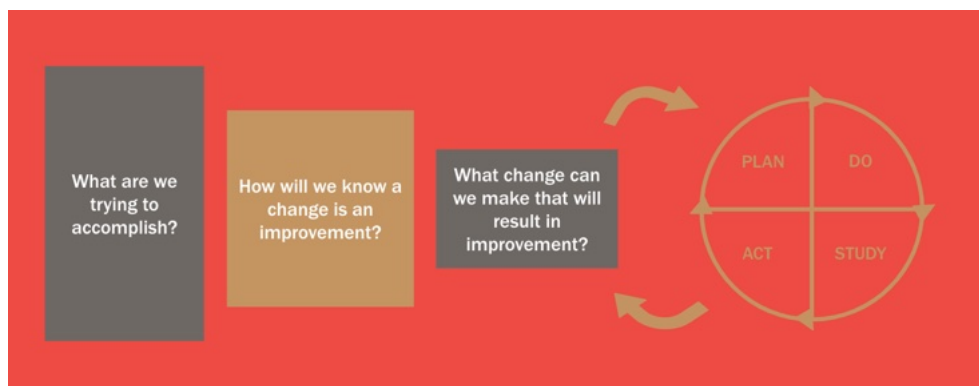 What are we
trying to
accomplish?
How will we know a
change is an
improvement?
What change can
we make that will
result in
improvement?
PLAN
DO
ACT
STUDY